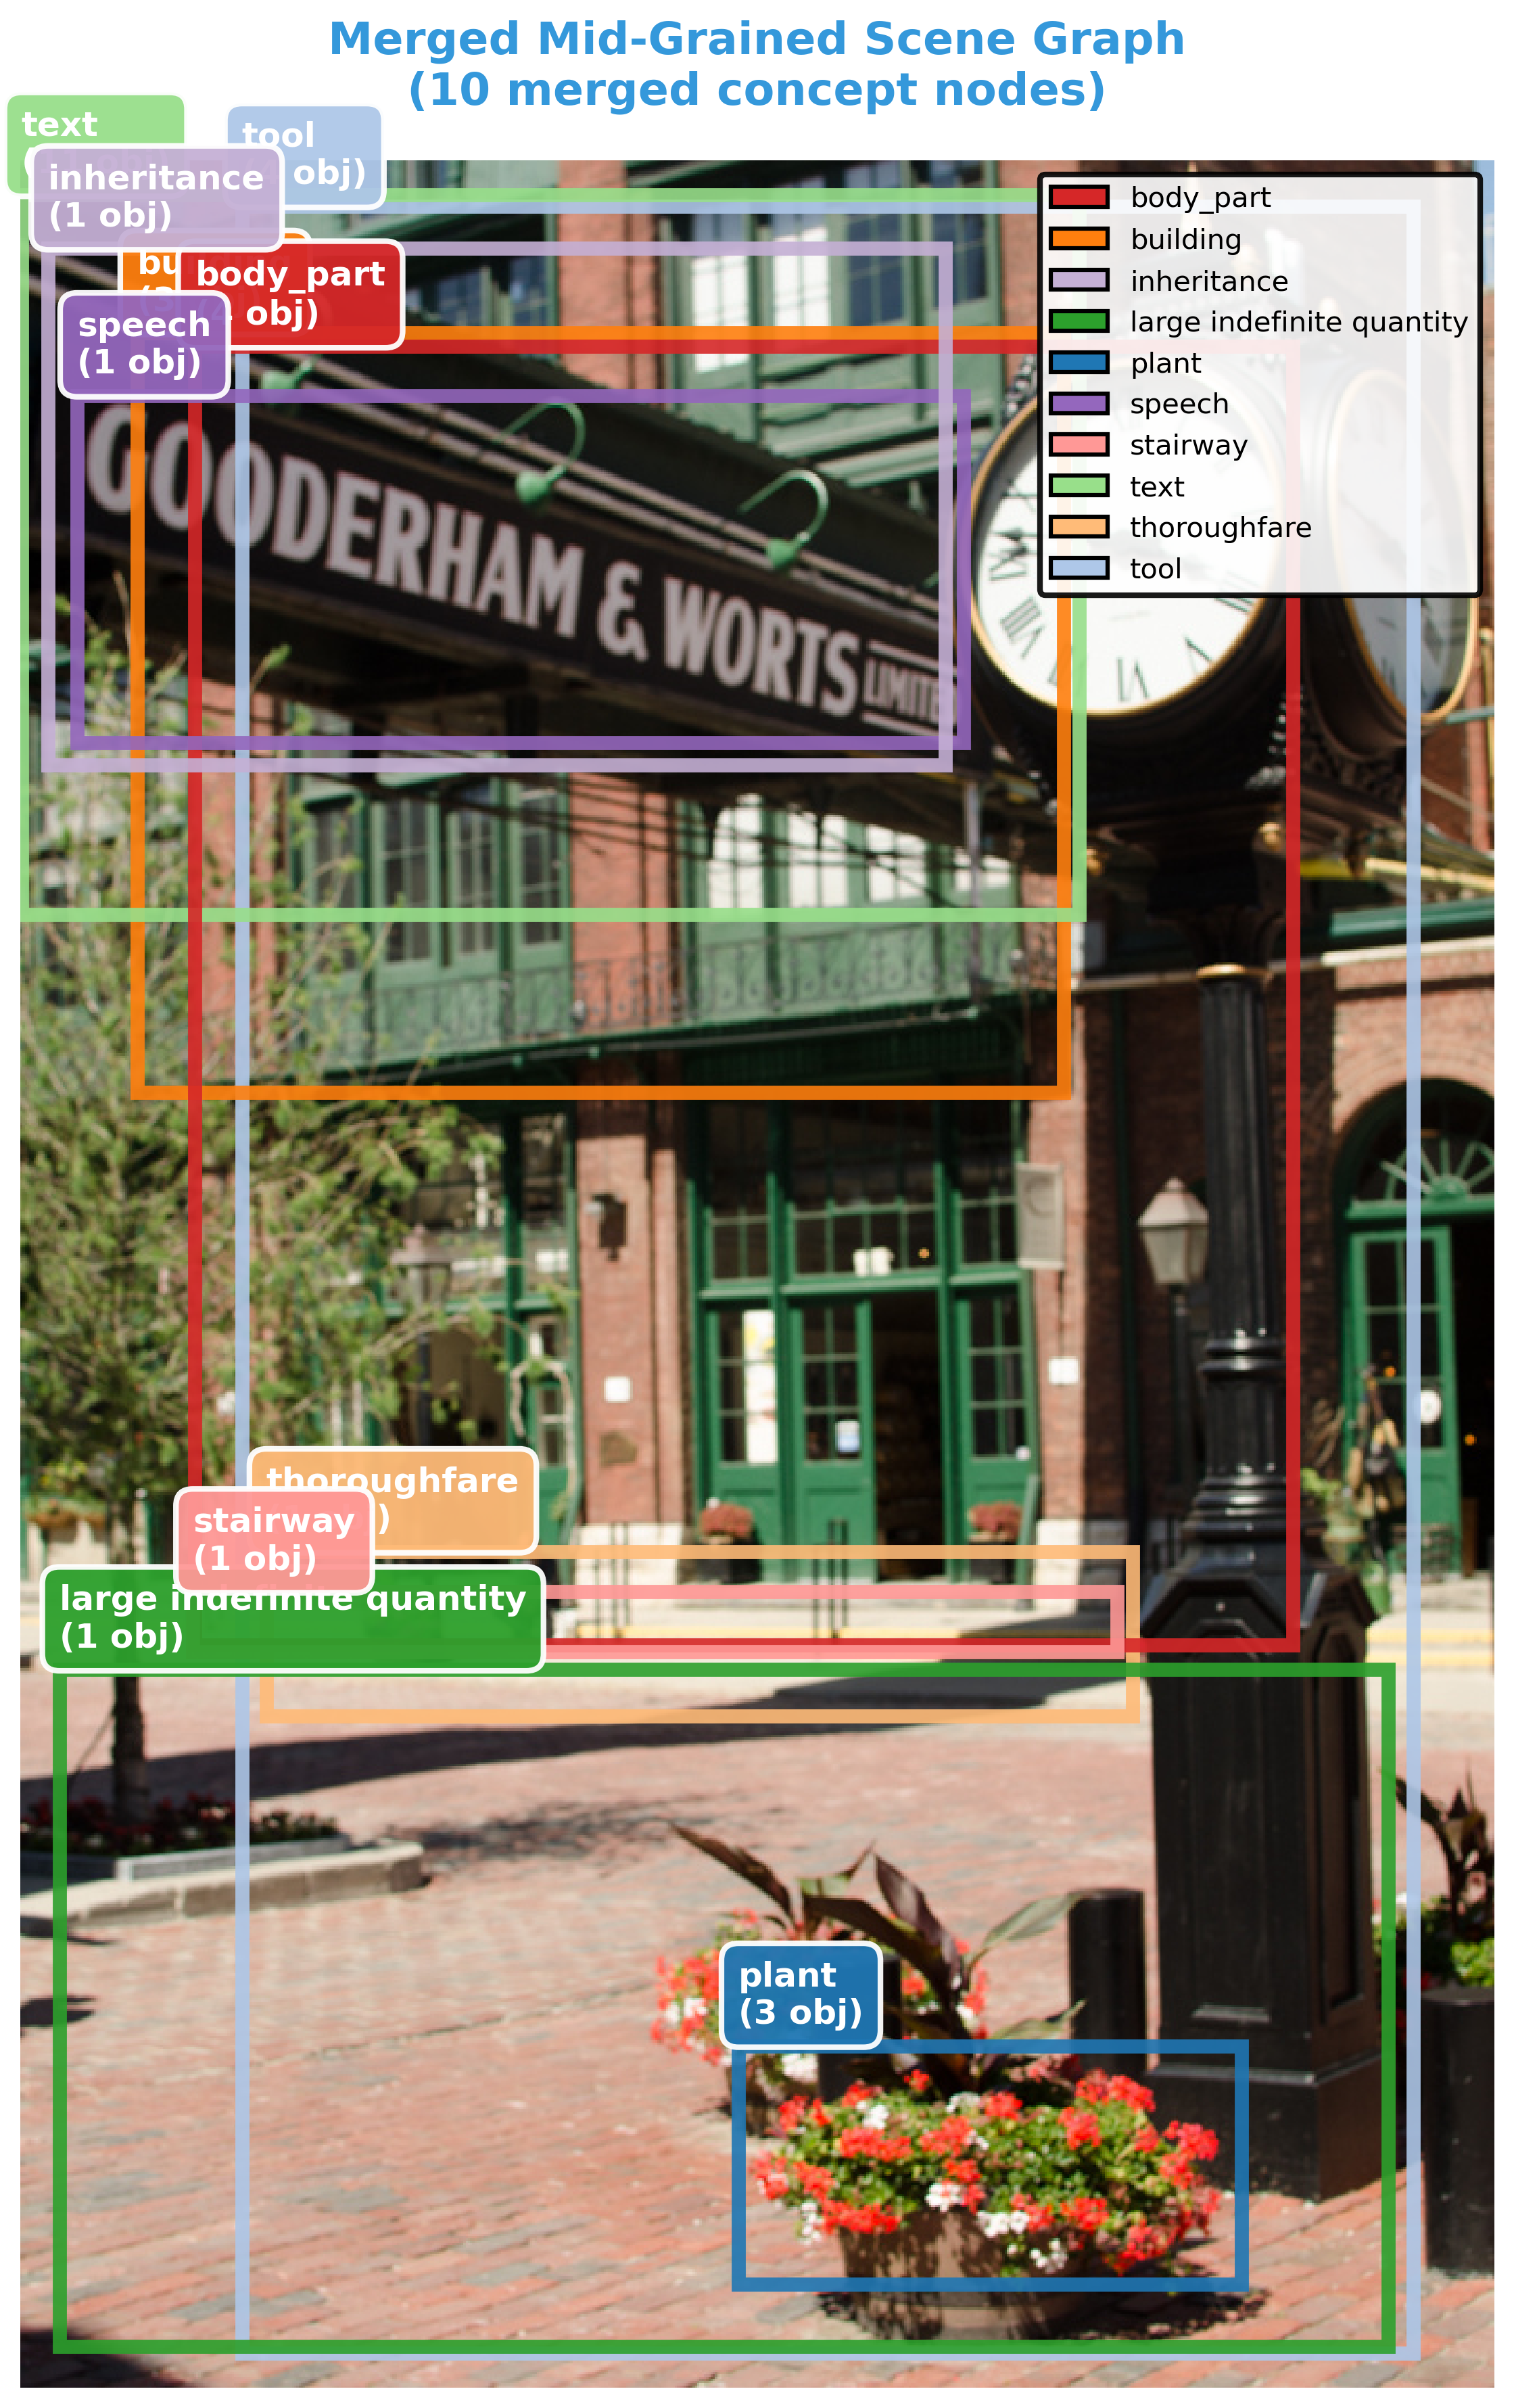 Merged Mid-Grained Scene Graph
(10 merged concept nodes)
text
tool
obj)
inheritance
(1 obj)
body_part
obj)
speech
(1 obj)
body_part
building
inheritance
large indefinite quantity
plant
speech
stairway
text
thoroughfare
tool
GOODERHAM & WORTS LIMITED
VI
thoroughfare
stairway
(1 obj)
large indefinite quantity
(1 obj)
plant
(3 obj)